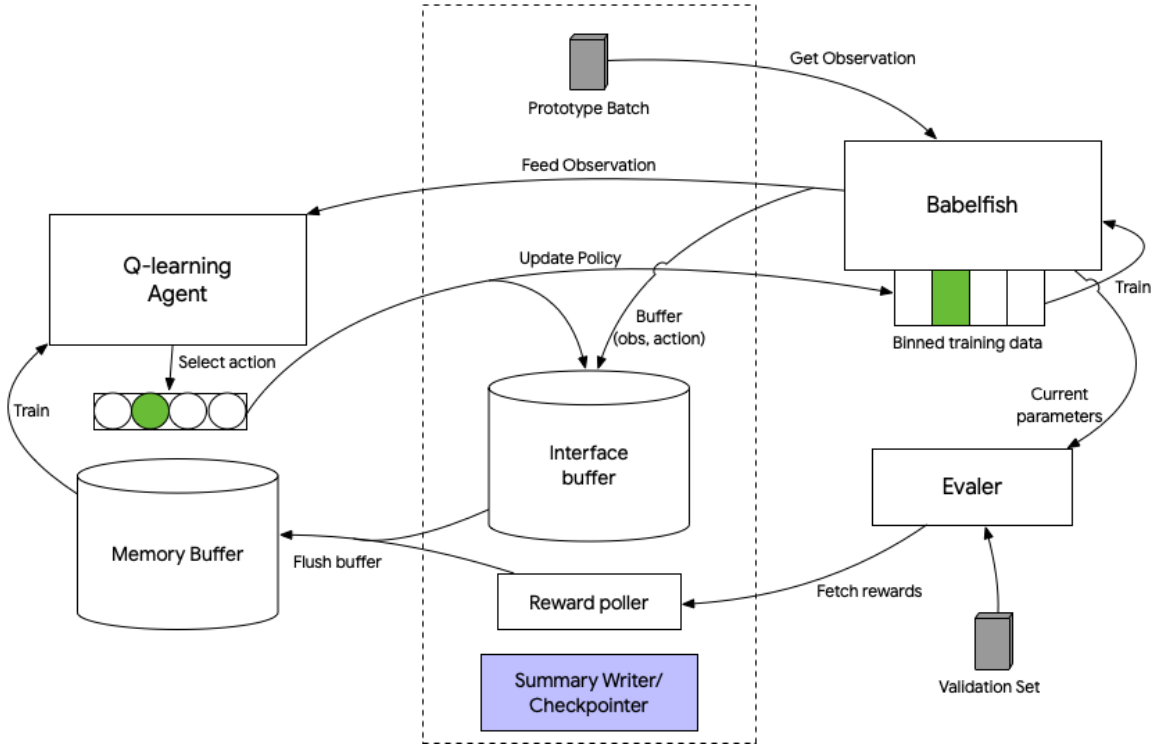 Get Observation
Prototype Batch
Feed Observation
Babelfish
Q-learning
Agent
Update Policy
Train
Buffer
(obs, action)
Binned training data
Select action
Train
Current
parameters
Interface
buffer
Evaler
Memory Buffer
Flush buffer
Reward poller
Fetch rewards
Summary Writer/
Checkpointer
Validation Set